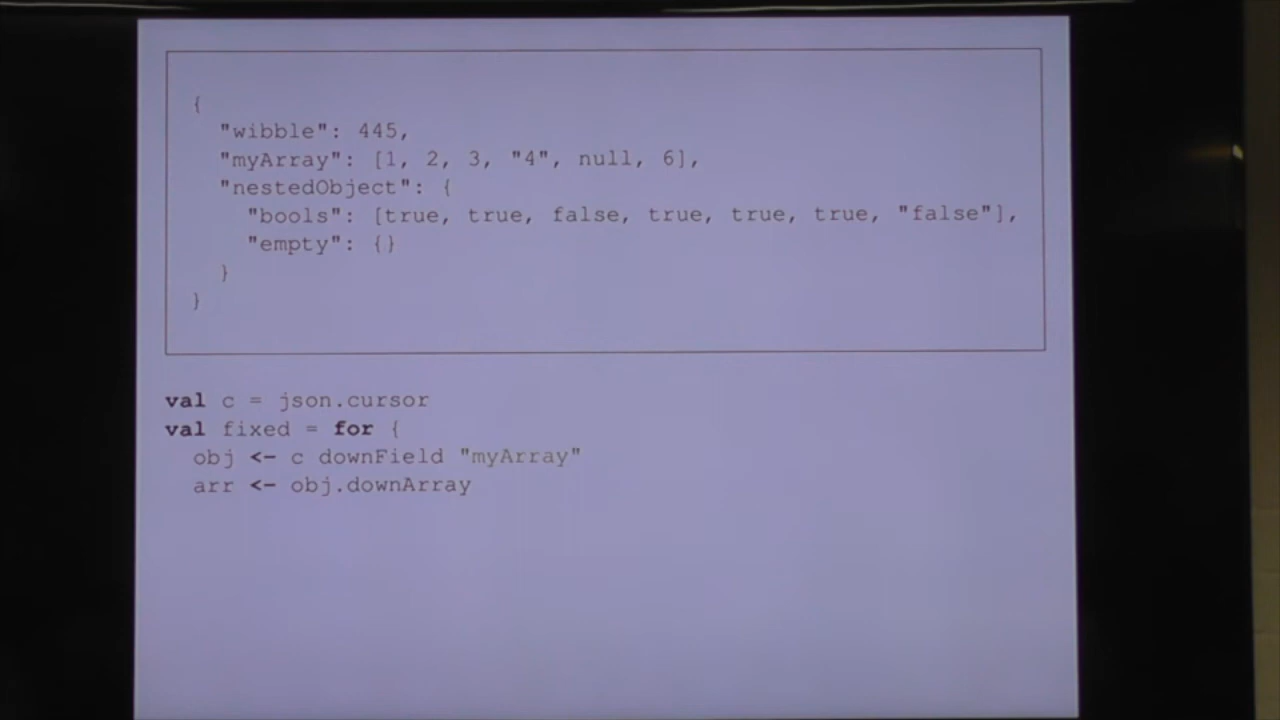 {
"wibble": 445,
"myArray": [1, 2, 3, "4", null, 6],
"nestedObject": {
"bools": [true, true, false, true, true, true, "false"],
"empty": {}
}
}
val c = json.cursor
val fixed = for {
obj <- c downField "myArray"
arr <- obj.downArray